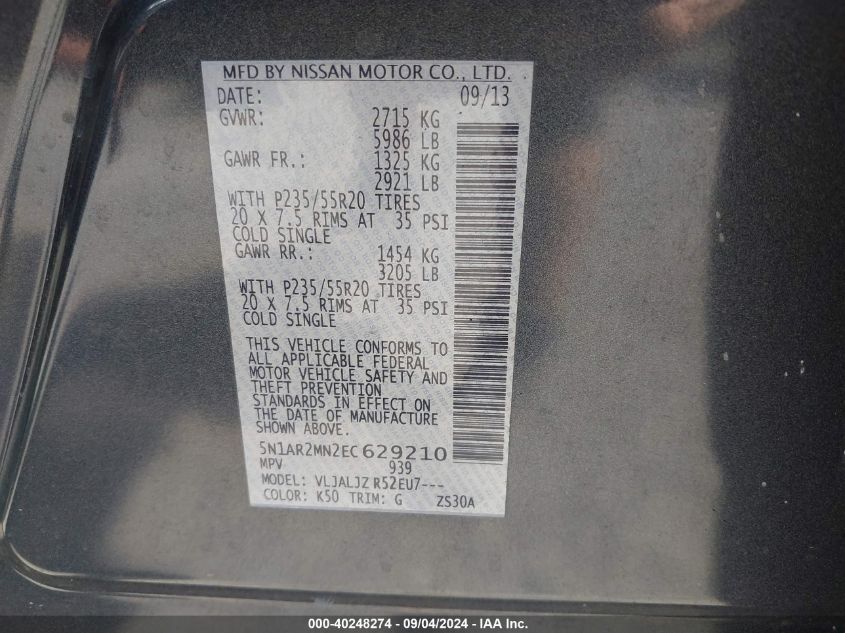 MFD BY NISSAN MOTOR CO., LTD.
DATE: 09/13
GVWR: 2715 KG
5986 LB
GAWR FR.: 1325 KG
2921 LB
WITH P235/55R20 TIRES
20 X 7.5 RIMS AT 35 PSI
COLD SINGLE
GAWR RR.: 1454 KG
3205 LB
WITH P235/55R20 TIRES
20 X 7.5 RIMS AT 35 PSI
COLD SINGLE
THIS VEHICLE CONFORMS TO
ALL APPLICABLE FEDERAL
MOTOR VEHICLE SAFETY AND
THEFT PREVENTION
STANDARDS IN EFFECT ON
THE DATE OF MANUFACTURE
SHOWN ABOVE.
5N1AR2MN2EC629210
MPV 939
MODEL: VLJALJZ R52EU7---
COLOR: K50 TRIM: G ZS30A
000-40248274 - 09/04/2024 - IAA Inc.